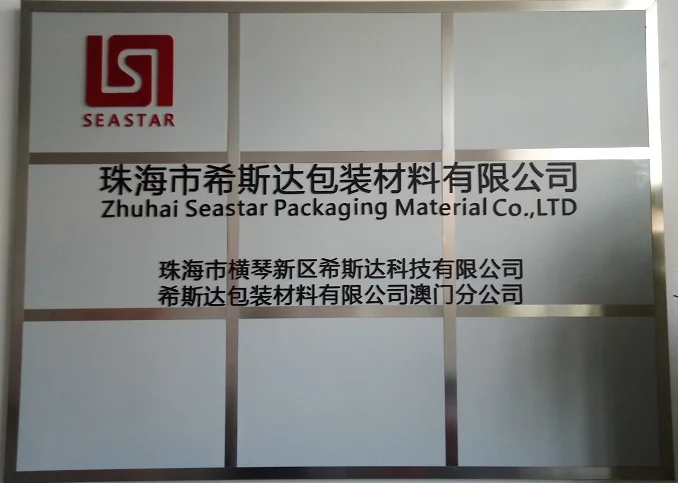 SEASTAR
珠海市希斯达包装材料有限公司
Zhuhai Seastar Packaging Material Co.,LTD
珠海市横琴新区希斯达科技有限公司
希斯达包装材料有限公司澳门分公司